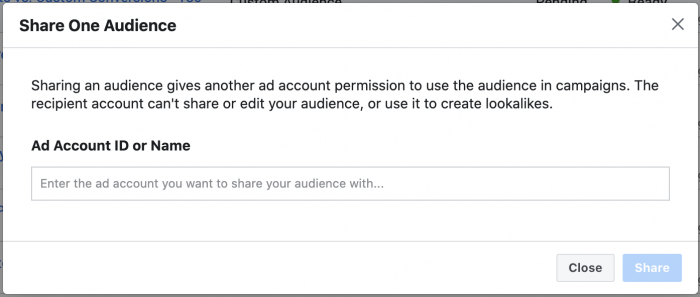 Share One Audience
Sharing an audience gives another ad account permission to use the audience in campaigns. The
recipient account can't share or edit your audience, or use it to create lookalikes.
Ad Account ID or Name
Enter the ad account you want to share your audience with...
Close
Share